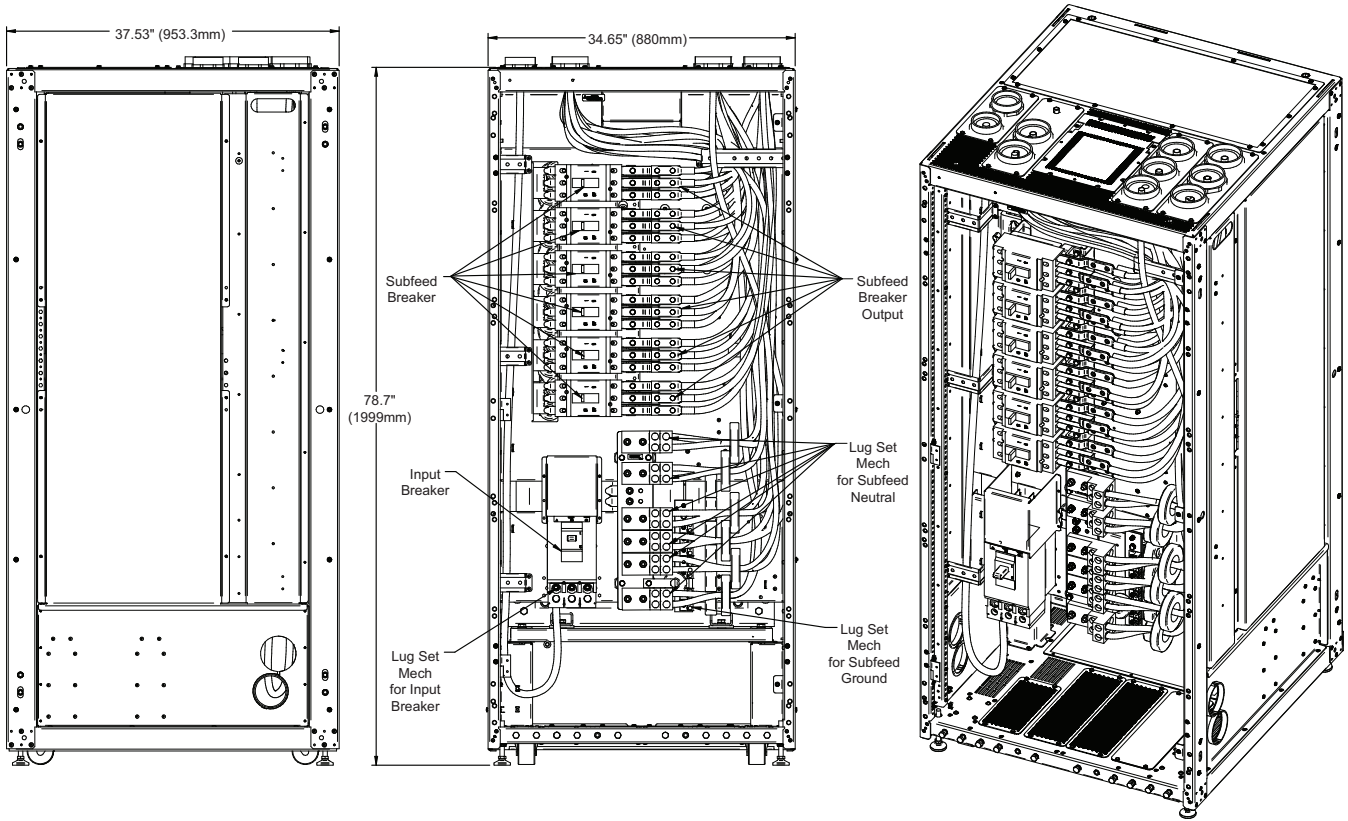 37.53" (953.3mm)
34.65" (880mm)
78.7"
(1999mm)
Subfeed
Breaker
Subfeed
Breaker
Output
Input
Breaker
Lug Set
Mech
for Subfeed
Neutral
Lug Set
Mech
for Input
Breaker
Lug Set
Mech
for Subfeed
Ground